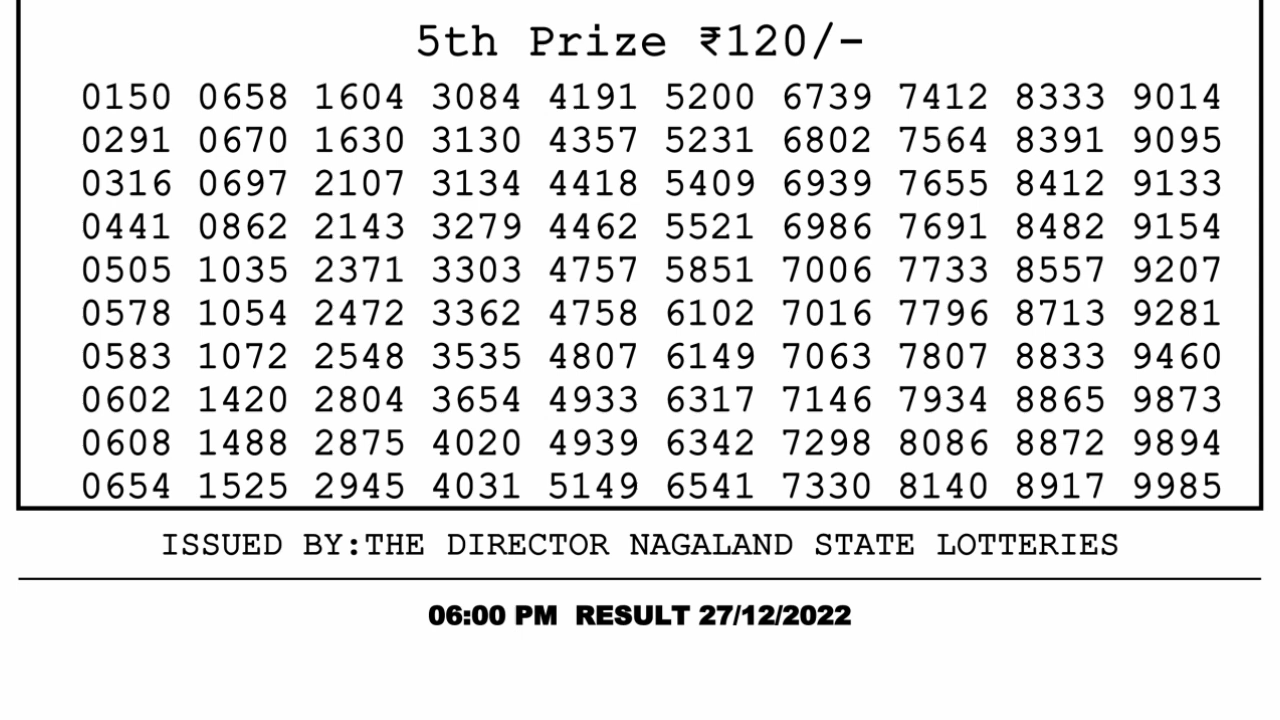 5th Prize ₹120/-
0150 0658 1604 3084 4191 5200 6739 7412 8333 9014
0291 0670 1630 3130 4357 5231 6802 7564 8391 9095
0316 0697 2107 3134 4418 5409 6939 7655 8412 9133
0441 0862 2143 3279 4462 5521 6986 7691 8482 9154
0505 1035 2371 3303 4757 5851 7006 7733 8557 9207
0578 1054 2472 3362 4758 6102 7016 7796 8713 9281
0583 1072 2548 3535 4807 6149 7063 7807 8833 9460
0602 1420 2804 3654 4933 6317 7146 7934 8865 9873
0608 1488 2875 4020 4939 6342 7298 8086 8872 9894
0654 1525 2945 4031 5149 6541 7330 8140 8917 9985
ISSUED BY:THE DIRECTOR NAGALAND STATE LOTTERIES
06:00 PM RESULT 27/12/2022